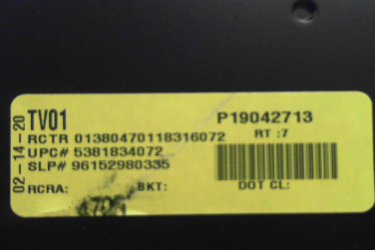 02-14-20
TV01 P19042713
RCTR 01380470118316072 RT :7
UPC# 5381834072
SLP# 96152980335
RCRA: BKT: DOT CL: